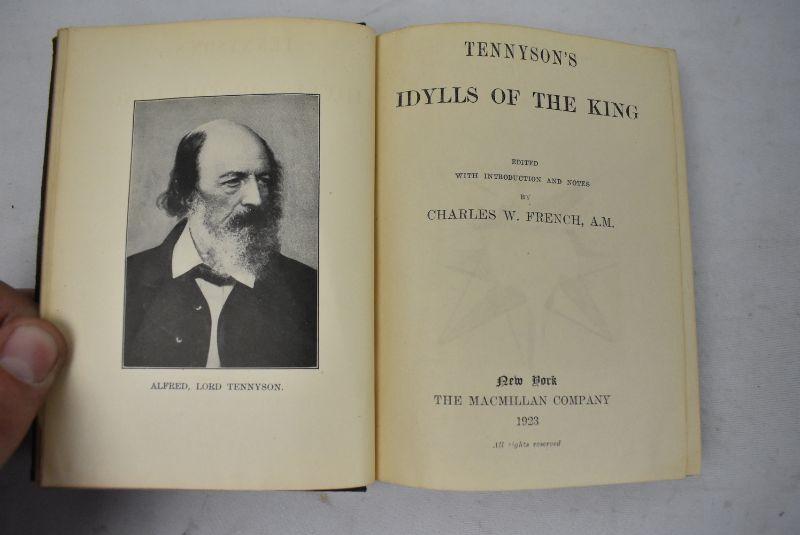 ALFRED, LORD TENNYSON.
TENNYSON'S
IDYLLS OF THE KING
EDITED
WITH INTRODUCTION AND NOTES
BY
CHARLES W. FRENCH, A.M.
New York
THE MACMILLAN COMPANY
1923
All rights reserved